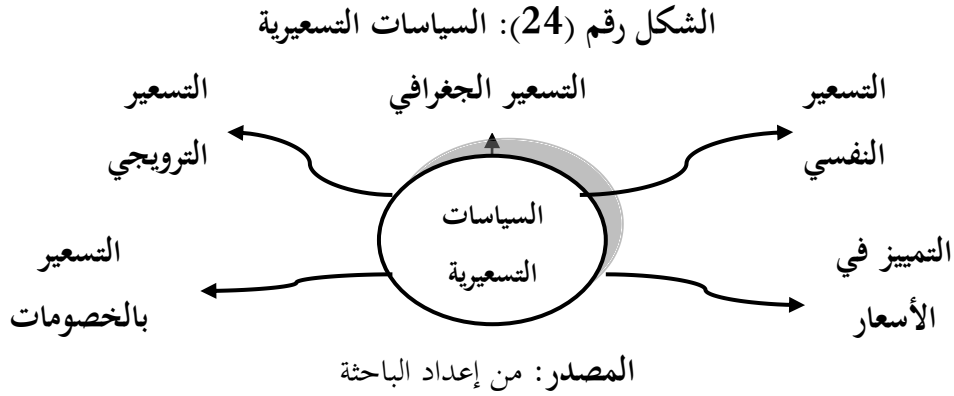 الشكل رقم (24): السياسات التسعيرية
التسعير
النفسي
التسعير الجغرافي
التسعير
الترويجي
السياسات
التسعيرية
التمييز في
الأسعار
التسعير
بالخصومات
المصدر: من إعداد الباحثة